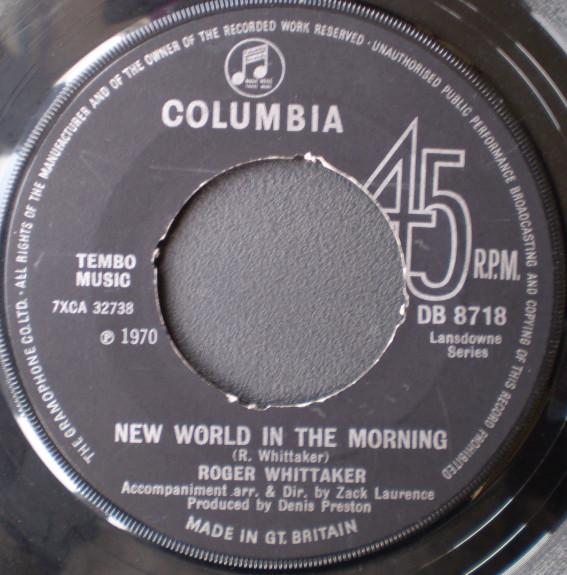 THE GRAMOPHONE CO. LTD. · ALL RIGHTS OF THE MANUFACTURER AND OF THE OWNER OF THE RECORDED WORK RESERVED · UNAUTHORISED PUBLIC PERFORMANCE BROADCASTING AND COPYING OF THIS RECORD PROHIBITED
COLUMBIA
45
R.P.M.
TEMBO
MUSIC
7XCA 32738
℗ 1970
DB 8718
Lansdowne
Series
NEW WORLD IN THE MORNING
(R. Whittaker)
ROGER WHITTAKER
Accompaniment arr. & Dir. by Zack Laurence
Produced by Denis Preston
MADE IN GT. BRITAIN